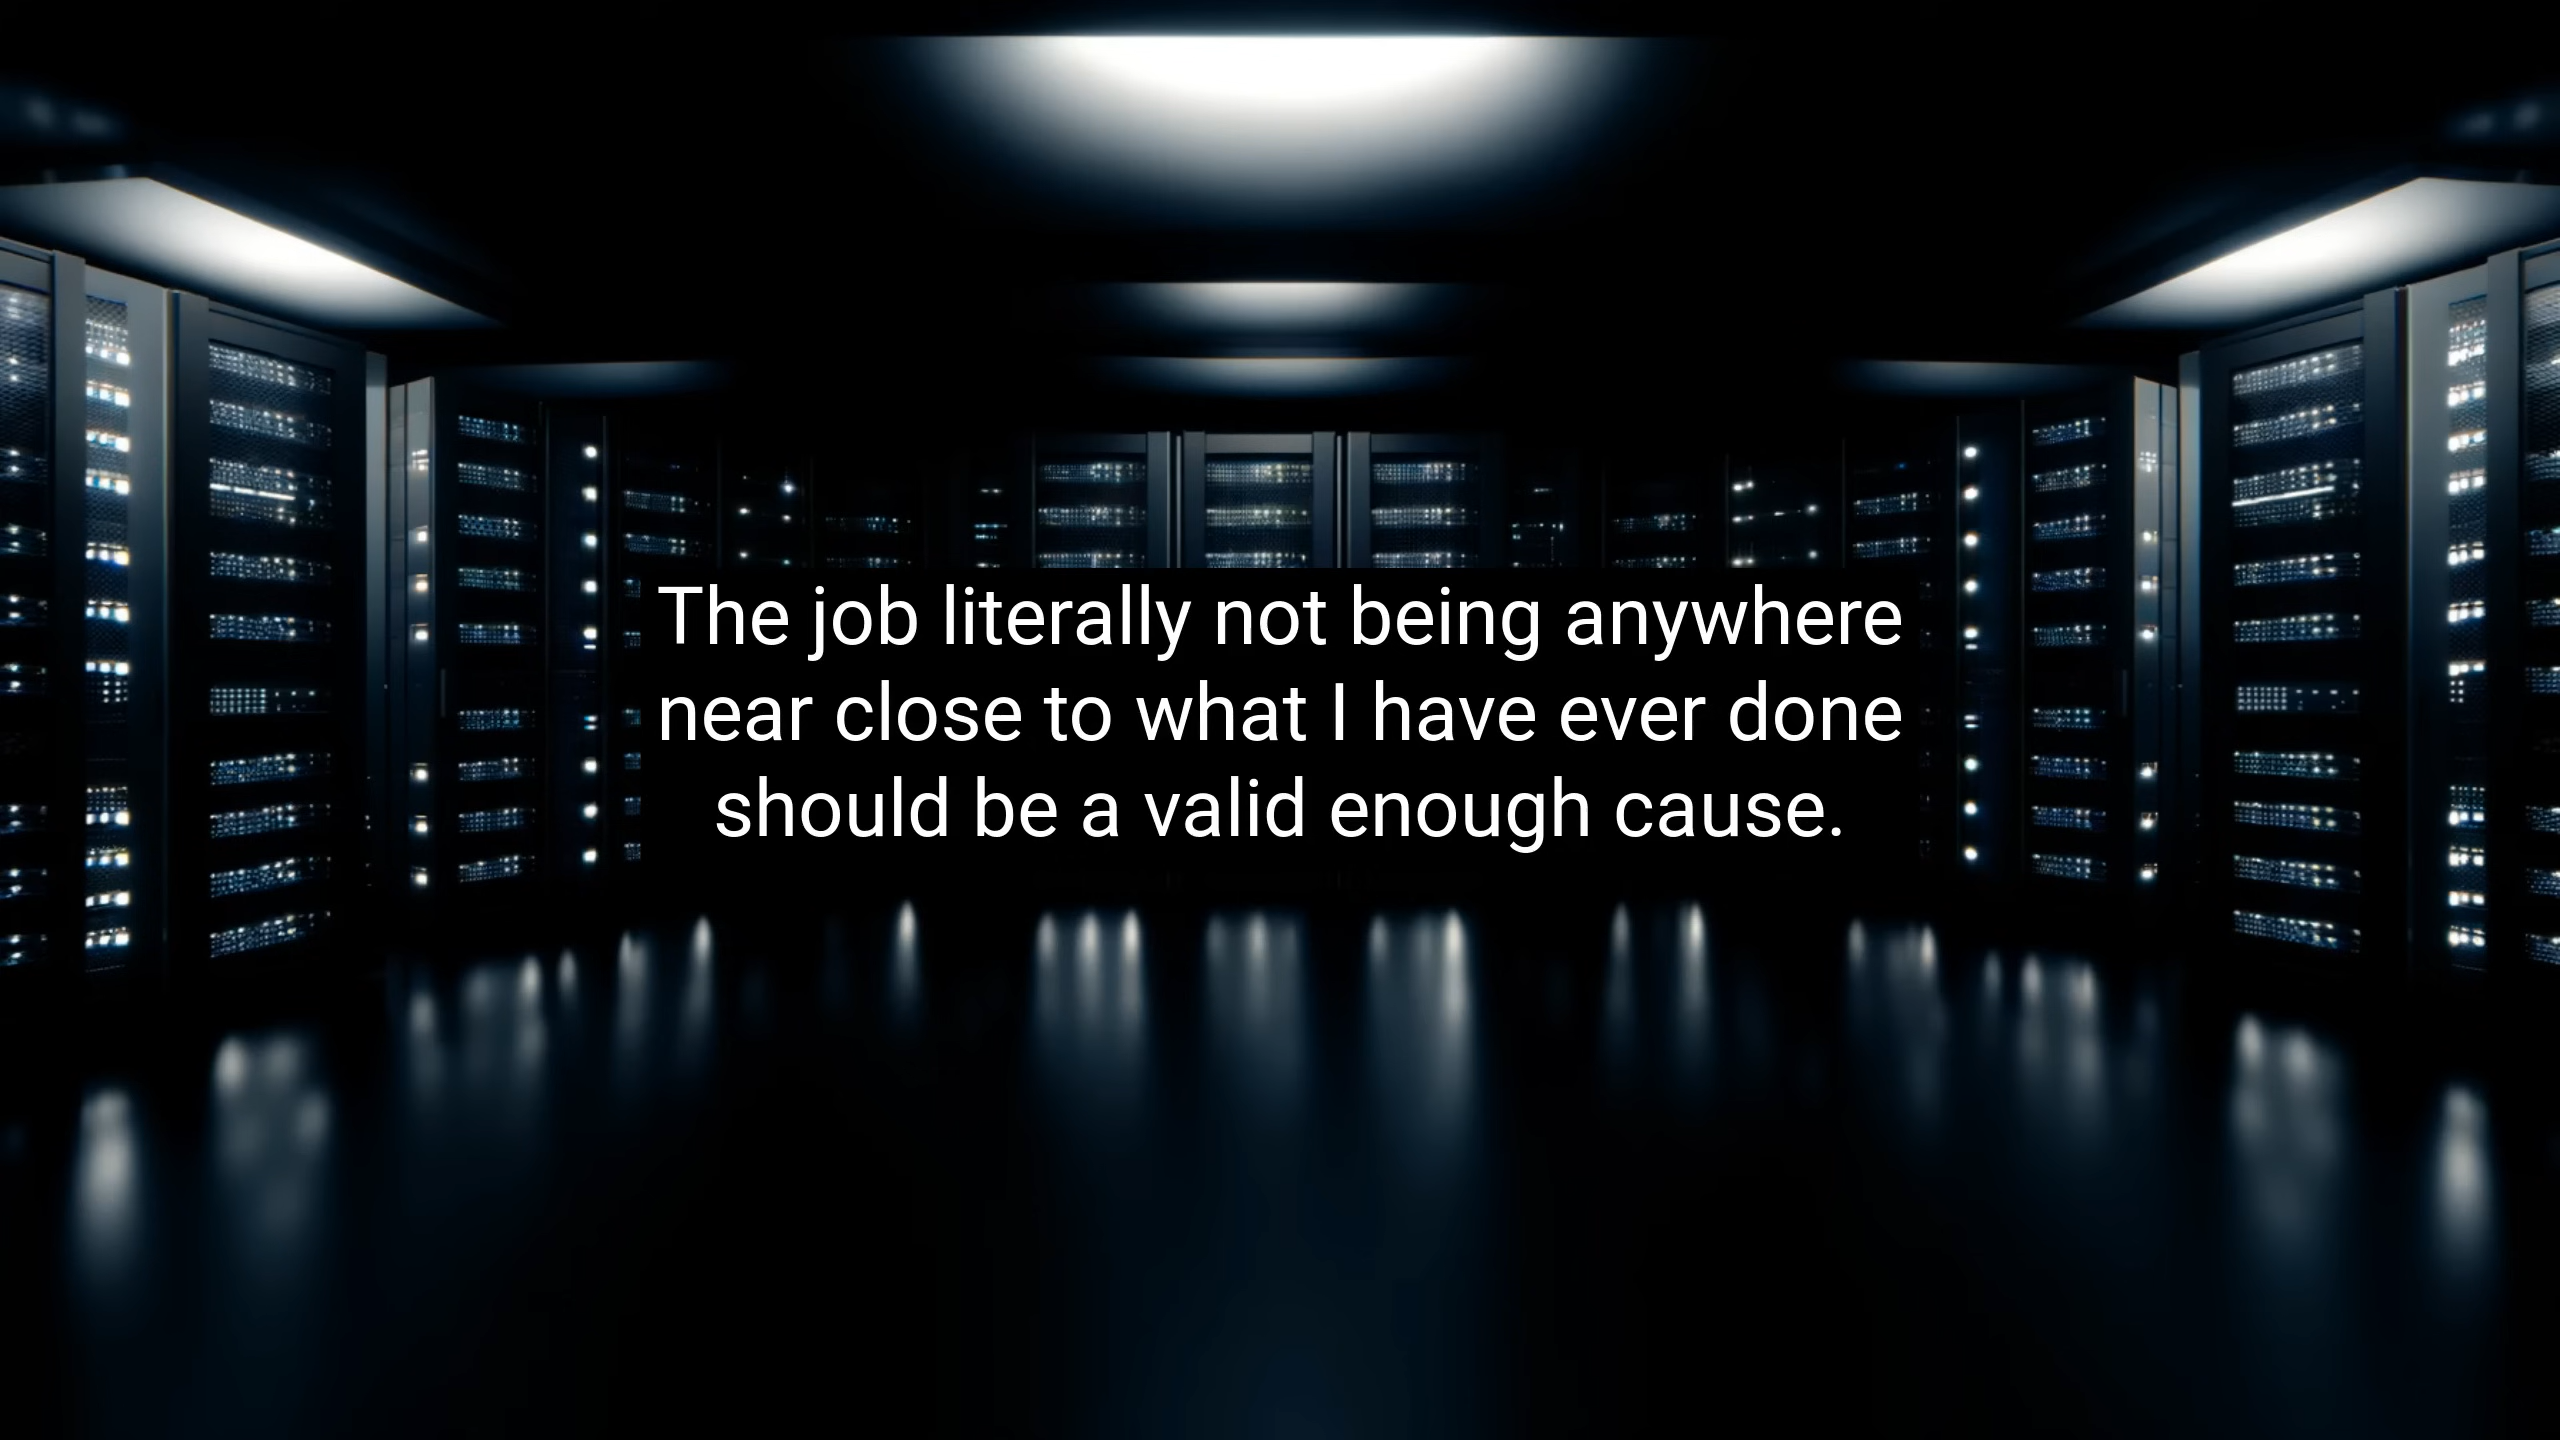 The job literally not being anywhere
near close to what I have ever done
should be a valid enough cause.